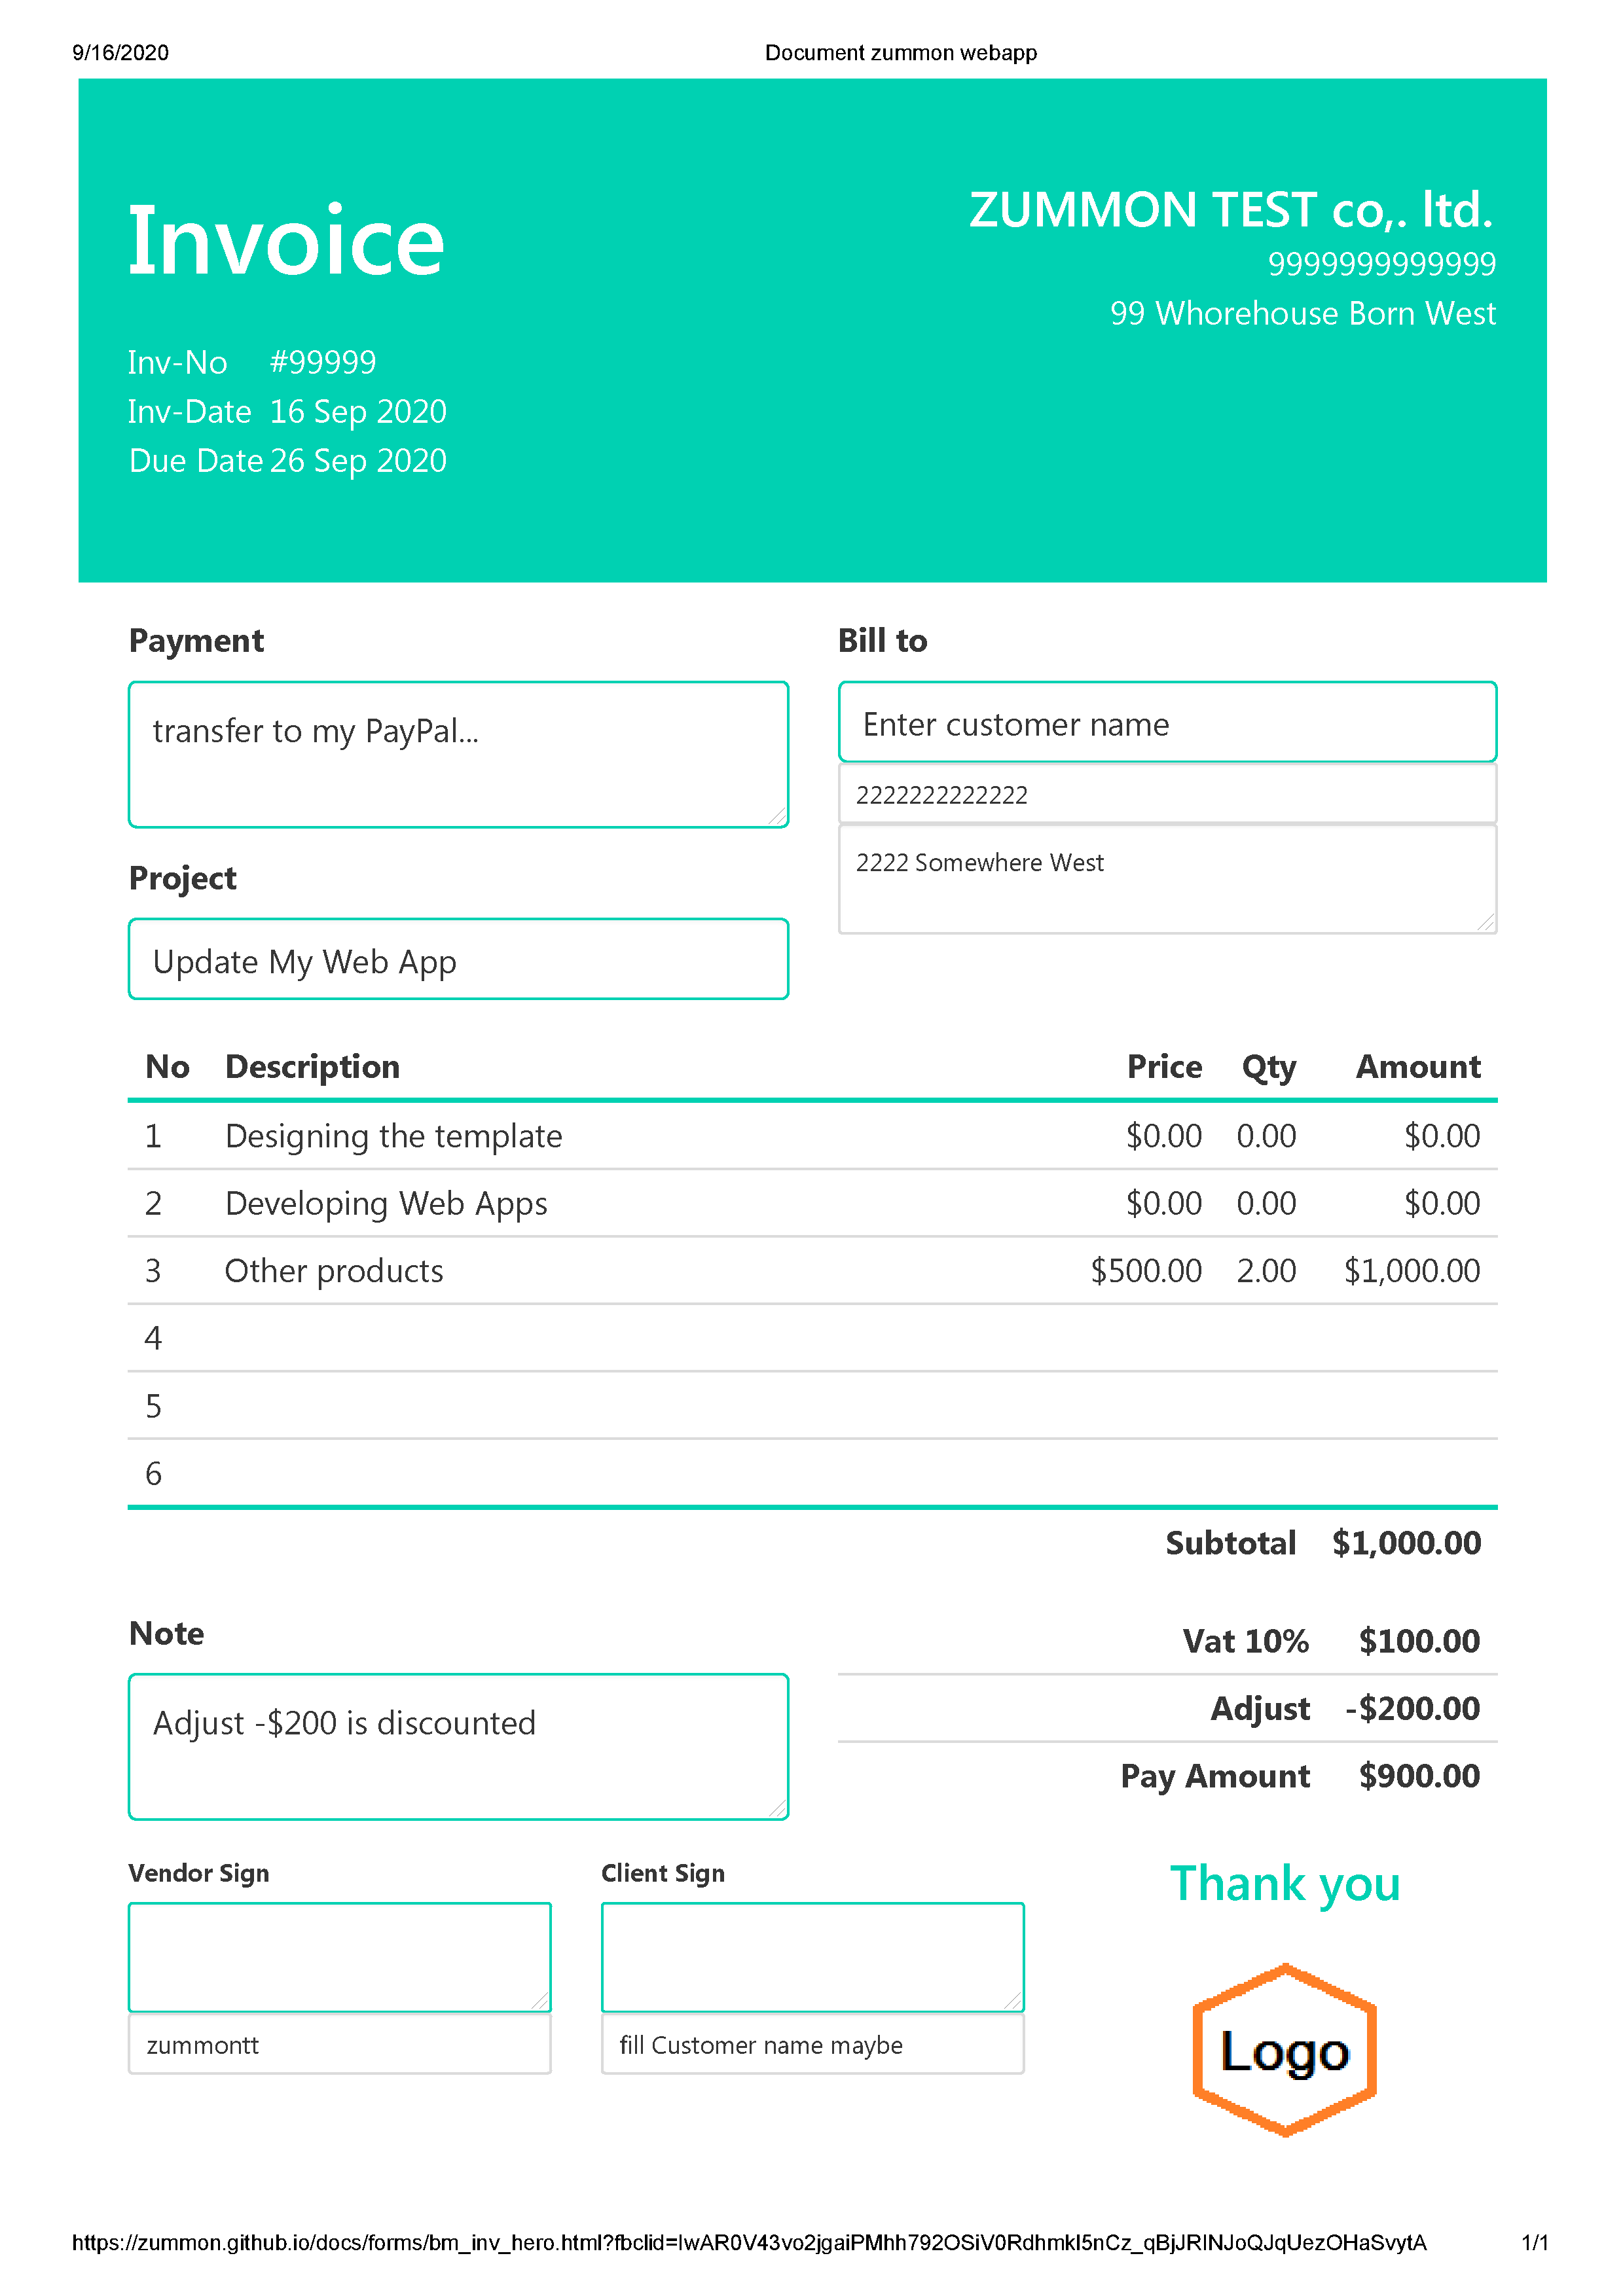 9/16/2020 Document zummon webapp
Invoice
ZUMMON TEST co,. ltd.
9999999999999
99 Whorehouse Born West
Inv-No #99999
Inv-Date 16 Sep 2020
Due Date 26 Sep 2020
Payment
transfer to my PayPal...
Project
Update My Web App
Bill to
Enter customer name
2222222222222
2222 Somewhere West
No Description Price Qty Amount
1 Designing the template $0.00 0.00 $0.00
2 Developing Web Apps $0.00 0.00 $0.00
3 Other products $500.00 2.00 $1,000.00
4
5
6
Subtotal $1,000.00
Note
Adjust -$200 is discounted
Vat 10% $100.00
Adjust -$200.00
Pay Amount $900.00
Vendor Sign
zummontt
Client Sign
fill Customer name maybe
Thank you
Logo
https://zummon.github.io/docs/forms/bm_inv_hero.html?fbclid=IwAR0V43vo2jgaiPMhh792OSiV0RdhmkI5nCz_qBjJRINJoQJqUezOHaSvytA 1/1